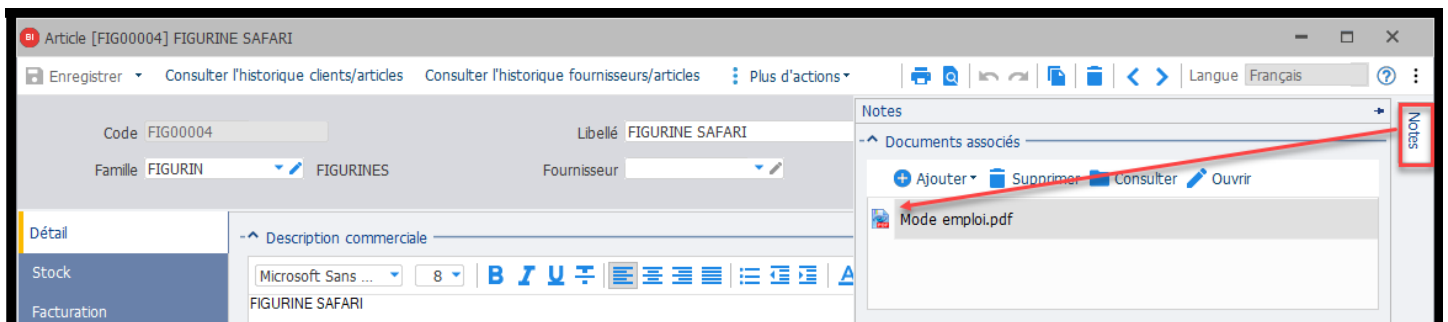 BI Article [FIG00004] FIGURINE SAFARI
Enregistrer Consulter l'historique clients/articles Consulter l'historique fournisseurs/articles Plus d'actions Langue Français
Notes
Code FIG00004 Libellé FIGURINE SAFARI
Notes
Documents associés
Famille FIGURIN FIGURINES Fournisseur
Ajouter Supprimer Consulter Ouvrir
Mode emploi.pdf
Détail
Description commerciale
Stock
Microsoft Sans ... 8 B I U T A
FIGURINE SAFARI
Facturation